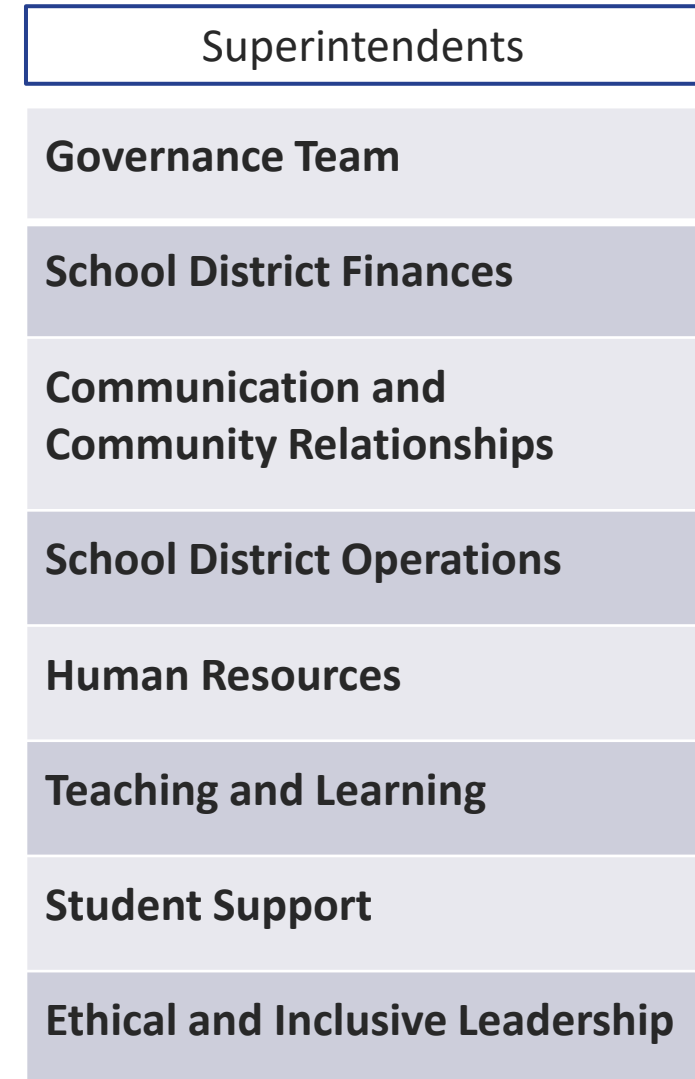 Superintendents
Governance Team
School District Finances
Communication and
Community Relationships
School District Operations
Human Resources
Teaching and Learning
Student Support
Ethical and Inclusive Leadership